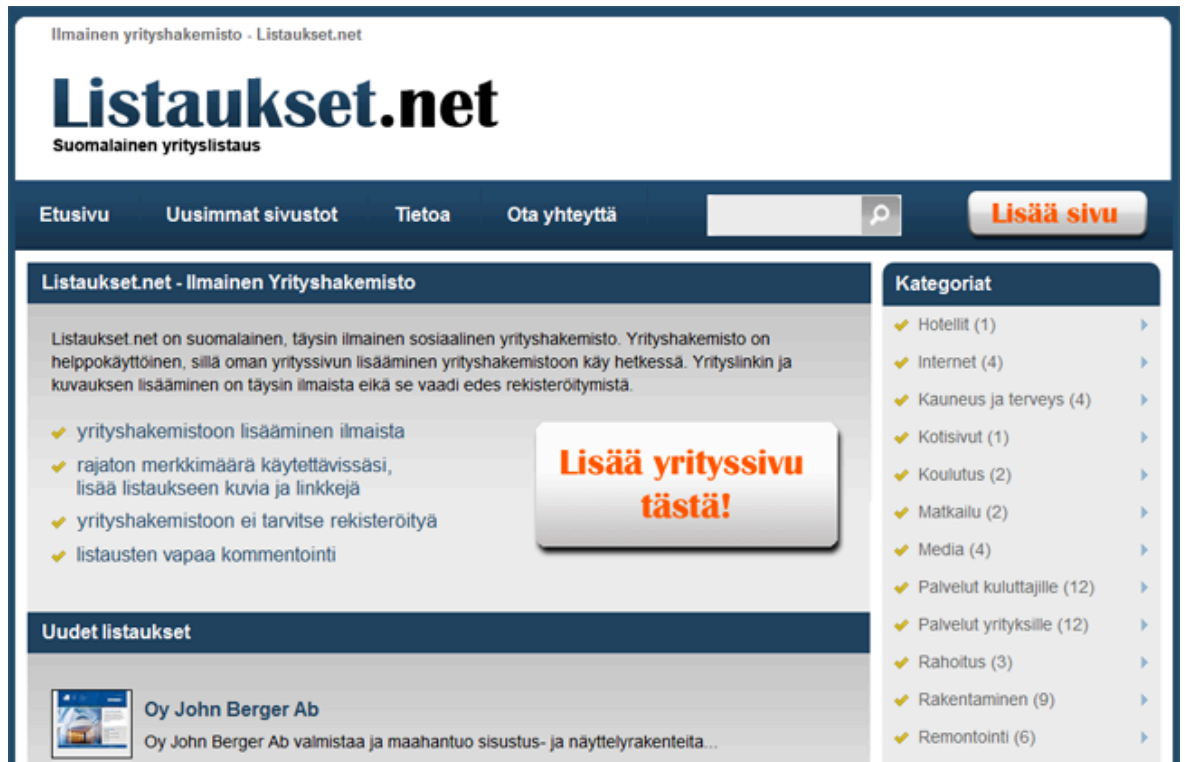 Ilmainen yrityshakemisto - Listaukset.net
Listaukset.net
Suomalainen yrityslistaus
Etusivu
Uusimmat sivustot
Tietoa
Ota yhteyttä
Lisää sivu
Listaukset.net - Ilmainen Yrityshakemisto
Listaukset.net on suomalainen, täysin ilmainen sosiaalinen yrityshakemisto. Yrityshakemisto on
helppokäyttöinen, sillä oman yrityssivun lisääminen yrityshakemistoon käy hetkessä. Yrityslinkin ja
kuvauksen lisääminen on täysin ilmaista eikä se vaadi edes rekisteröitymistä.
yrityshakemistoon lisääminen ilmaista
rajaton merkkimäärä käytettävissäsi,
lisää listaukseen kuvia ja linkkejä
yrityshakemistoon ei tarvitse rekisteröityä
listausten vapaa kommentointi
Lisää yrityssivu
tästä!
Uudet listaukset
Oy John Berger Ab
Oy John Berger Ab valmistaa ja maahantuo sisustus- ja näyttelyrakenteita...
Kategoriat
Hotellit (1)
Internet (4)
Kauneus ja terveys (4)
Kotisivut (1)
Koulutus (2)
Matkailu (2)
Media (4)
Palvelut kuluttajille (12)
Palvelut yrityksille (12)
Rahoitus (3)
Rakentaminen (9)
Remontointi (6)